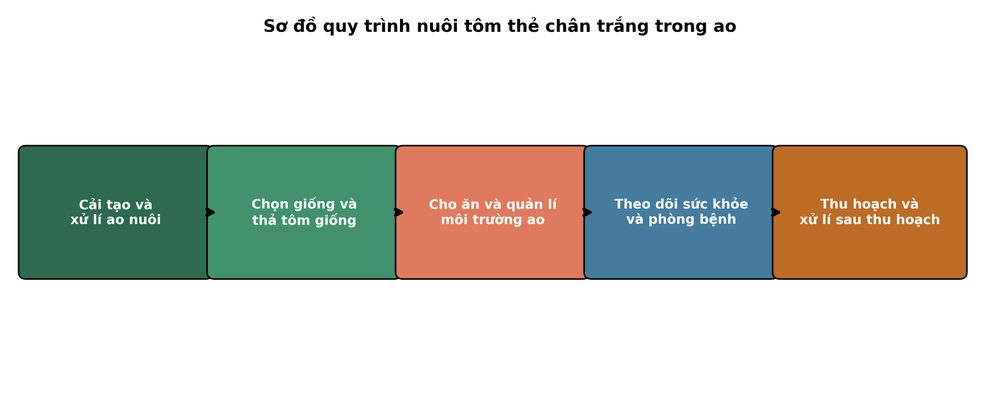 Sơ đồ quy trình nuôi tôm thẻ chân trắng trong ao
Cải tạo và
xử lí ao nuôi
Chọn giống và
thả tôm giống
Cho ăn và quản lí
môi trường ao
Theo dõi sức khỏe
và phòng bệnh
Thu hoạch và
xử lí sau thu hoạch